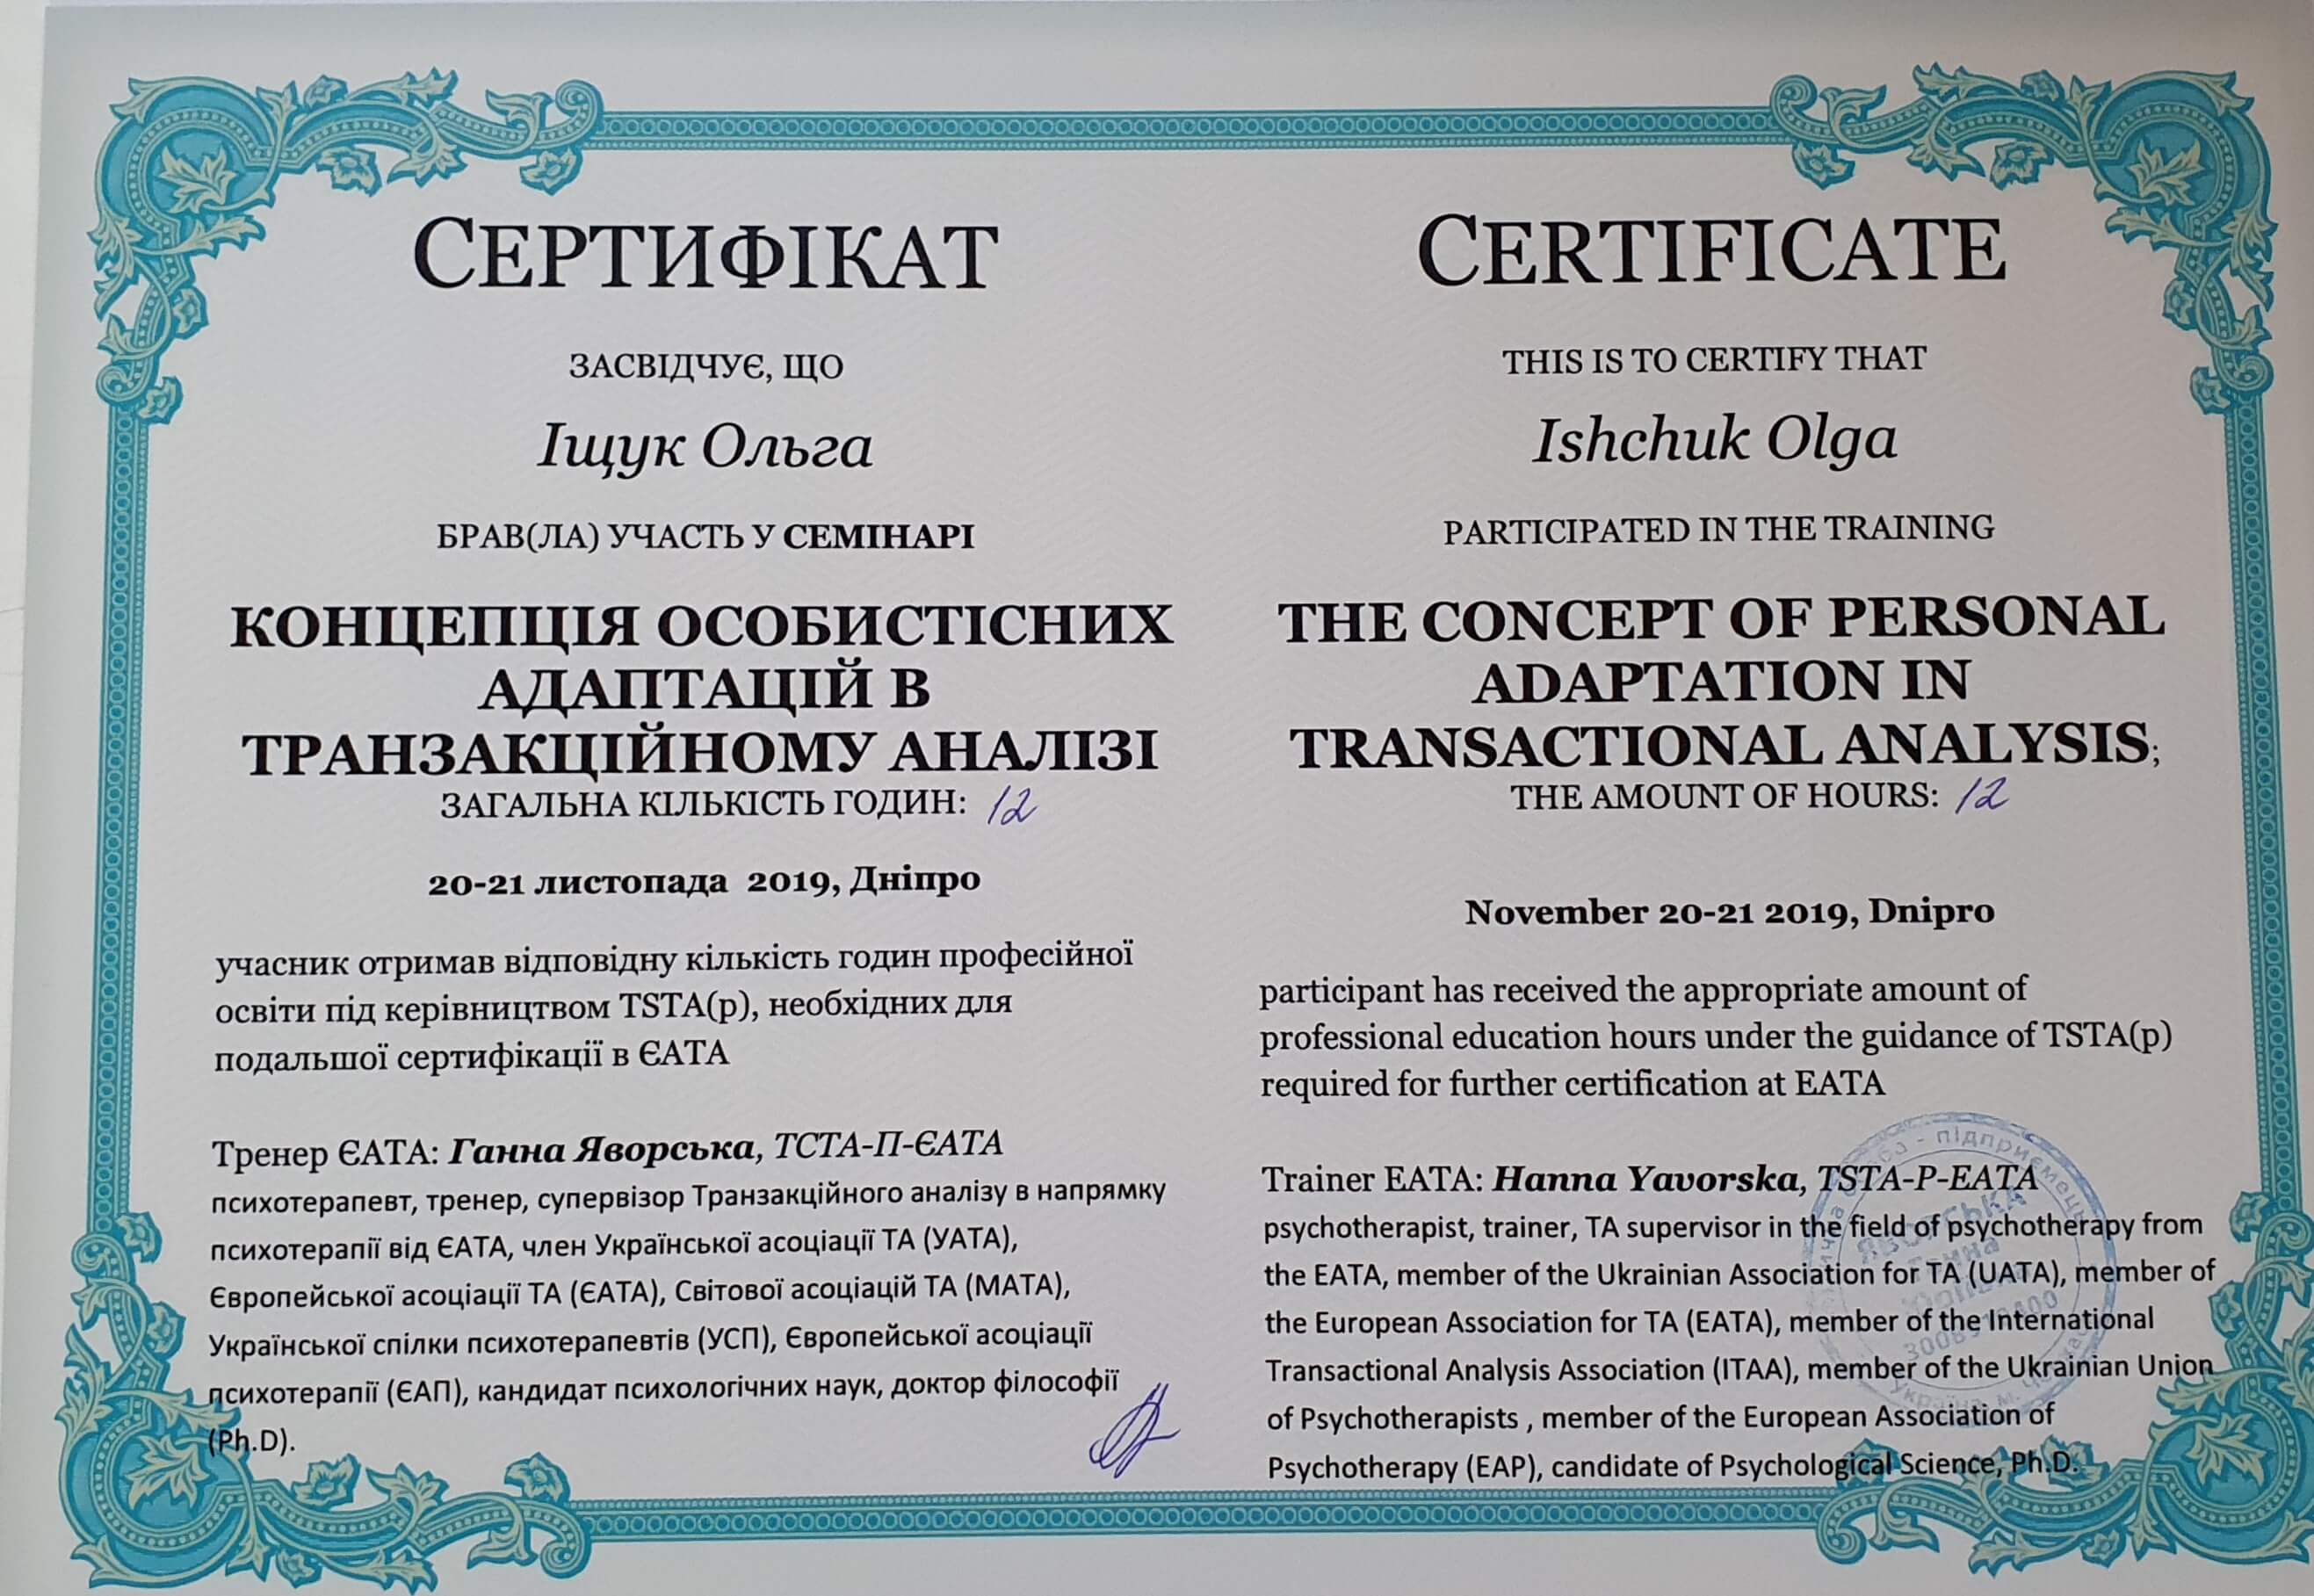 СЕРТИФІКАТ
ЗАСВІДЧУЄ, ЩО
Іщук Ольга
БРАВ(ЛА) УЧАСТЬ У СЕМІНАРІ
КОНЦЕПЦІЯ ОСОБИСТІСНИХ
АДАПТАЦІЙ В
ТРАНЗАКЦІЙНОМУ АНАЛІЗІ
ЗАГАЛЬНА КІЛЬКІСТЬ ГОДИН: 12
20-21 листопада 2019, Дніпро
учасник отримав відповідну кількість годин професійної
освіти під керівництвом TSTA(p), необхідних для
подальшої сертифікації в ЄАТА
Тренер ЄАТА: Ганна Яворська, ТСТА-П-ЄАТА
психотерапевт, тренер, супервізор Транзакційного аналізу в напрямку
психотерапії від ЄАТА, член Української асоціації ТА (УАТА),
Європейської асоціації ТА (ЄАТА), Світової асоціацій ТА (МАТА),
Української спілки психотерапевтів (УСП), Європейської асоціації
психотерапії (ЄАП), кандидат психологічних наук, доктор філософії
(Ph.D).
CERTIFICATE
THIS IS TO CERTIFY THAT
Ishchuk Olga
PARTICIPATED IN THE TRAINING
THE CONCEPT OF PERSONAL
ADAPTATION IN
TRANSACTIONAL ANALYSIS;
THE AMOUNT OF HOURS: 12
November 20-21 2019, Dnipro
participant has received the appropriate amount of
professional education hours under the guidance of TSTA(p)
required for further certification at EATA
Trainer EATA: Hanna Yavorska, TSTA-P-EATA
psychotherapist, trainer, TA supervisor in the field of psychotherapy from
the EATA, member of the Ukrainian Association for TA (UATA), member of
the European Association for TA (EATA), member of the International
Transactional Analysis Association (ITAA), member of the Ukrainian Union
of Psychotherapists , member of the European Association of
Psychotherapy (EAP), candidate of Psychological Science, Ph.D.
підприємець
ЯВОРСЬКА
Ганна
Україна, м.